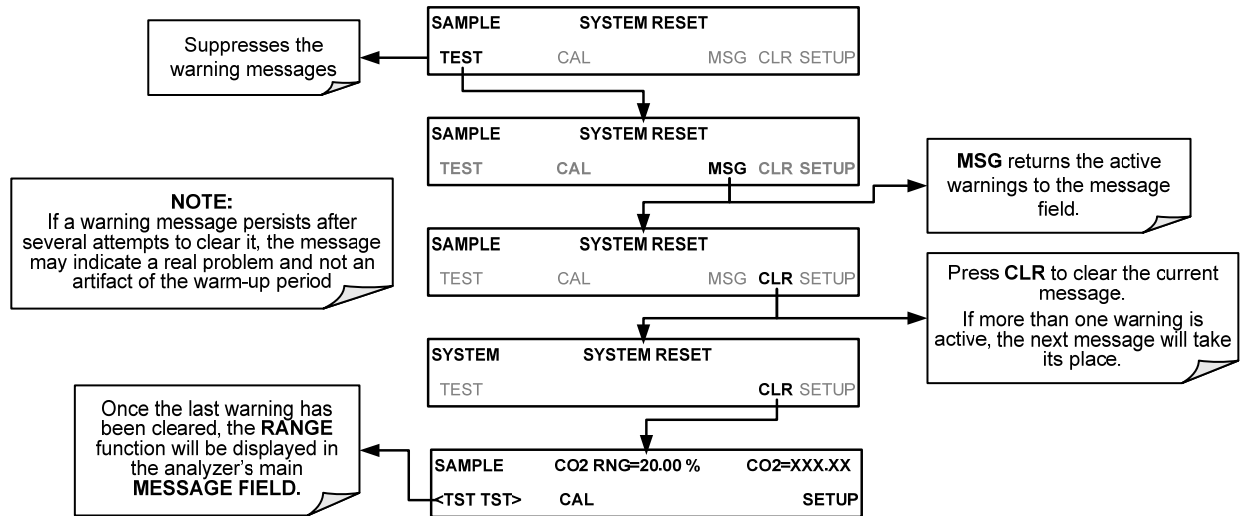 SAMPLE SYSTEM RESET
TEST CAL MSG CLR SETUP
Suppresses the
warning messages
SAMPLE SYSTEM RESET
TEST CAL MSG CLR SETUP
MSG returns the active
warnings to the message
field.
NOTE:
If a warning message persists after
several attempts to clear it, the message
may indicate a real problem and not an
artifact of the warm-up period
SAMPLE SYSTEM RESET
TEST CAL MSG CLR SETUP
Press CLR to clear the current
message.
If more than one warning is
active, the next message will take
its place.
SYSTEM SYSTEM RESET
TEST CLR SETUP
Once the last warning has
been cleared, the RANGE
function will be displayed in
the analyzer's main
MESSAGE FIELD.
SAMPLE CO2 RNG=20.00 % CO2=XXX.XX
<TST TST> CAL SETUP